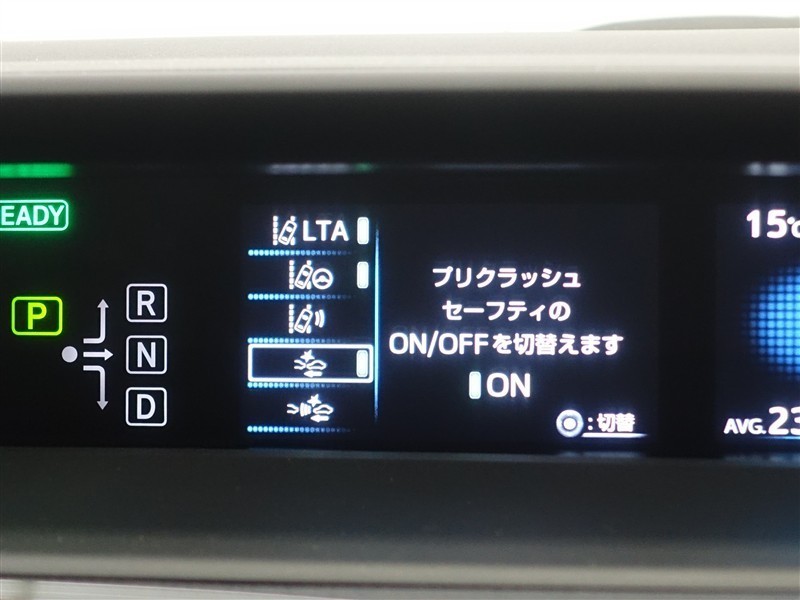 EADY
LTA
15℃
P
R
N
D
プリクラッシュ
セーフティの
ON/OFFを切替えます
ON
:切替
AVG.23